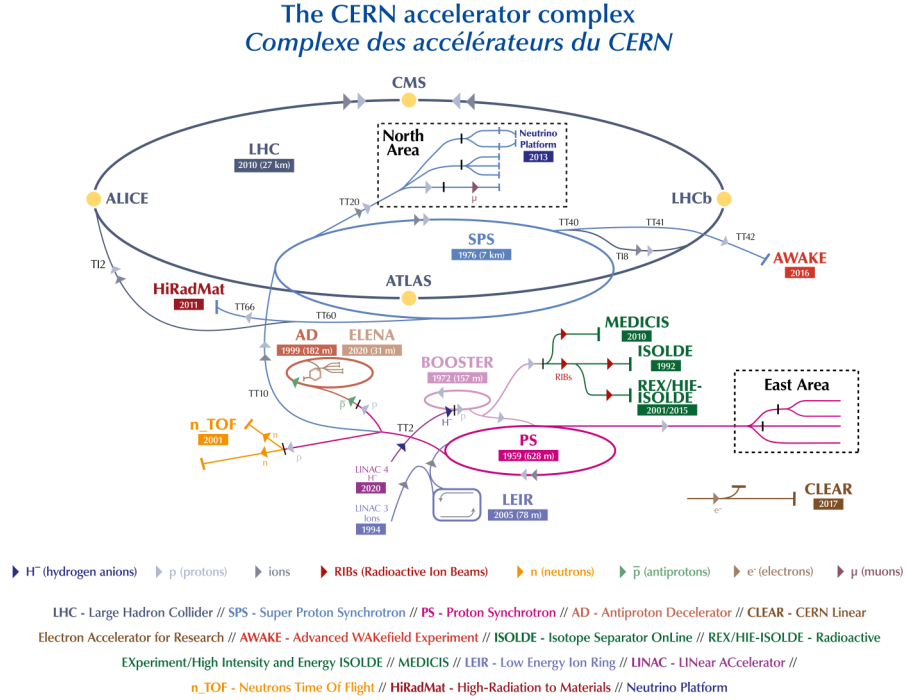 The CERN accelerator complex
Complexe des accélérateurs du CERN
CMS
North
Area
Neutrino
Platform
2013
LHC
2010 (27 km)
μ
ALICE
TT20
LHCb
TT40
TT41
TT42
SPS
1976 (7 km)
TI8
AWAKE
2016
TI2
ATLAS
HiRadMat
2011
TT66
TT60
AD
1999 (182 m)
ELENA
2020 (31 m)
MEDICIS
2010
BOOSTER
1972 (157 m)
ISOLDE
1992
RIBs
REX/HIE-
ISOLDE
2001/2015
East Area
TT10
p̅
p
H⁻
p
n_TOF
2001
n
n
p
TT2
PS
1959 (628 m)
LINAC 4
H⁻
2020
LEIR
2005 (78 m)
LINAC 3
Ions
1994
CLEAR
2017
e⁻
H⁻ (hydrogen anions) p (protons) ions RIBs (Radioactive Ion Beams) n (neutrons) p̅ (antiprotons) e⁻ (electrons) μ (muons)
LHC - Large Hadron Collider // SPS - Super Proton Synchrotron // PS - Proton Synchrotron // AD - Antiproton Decelerator // CLEAR - CERN Linear
Electron Accelerator for Research // AWAKE - Advanced WAKefield Experiment // ISOLDE - Isotope Separator OnLine // REX/HIE-ISOLDE - Radioactive
EXperiment/High Intensity and Energy ISOLDE // MEDICIS // LEIR - Low Energy Ion Ring // LINAC - LINear ACcelerator //
n_TOF - Neutrons Time Of Flight // HiRadMat - High-Radiation to Materials // Neutrino Platform